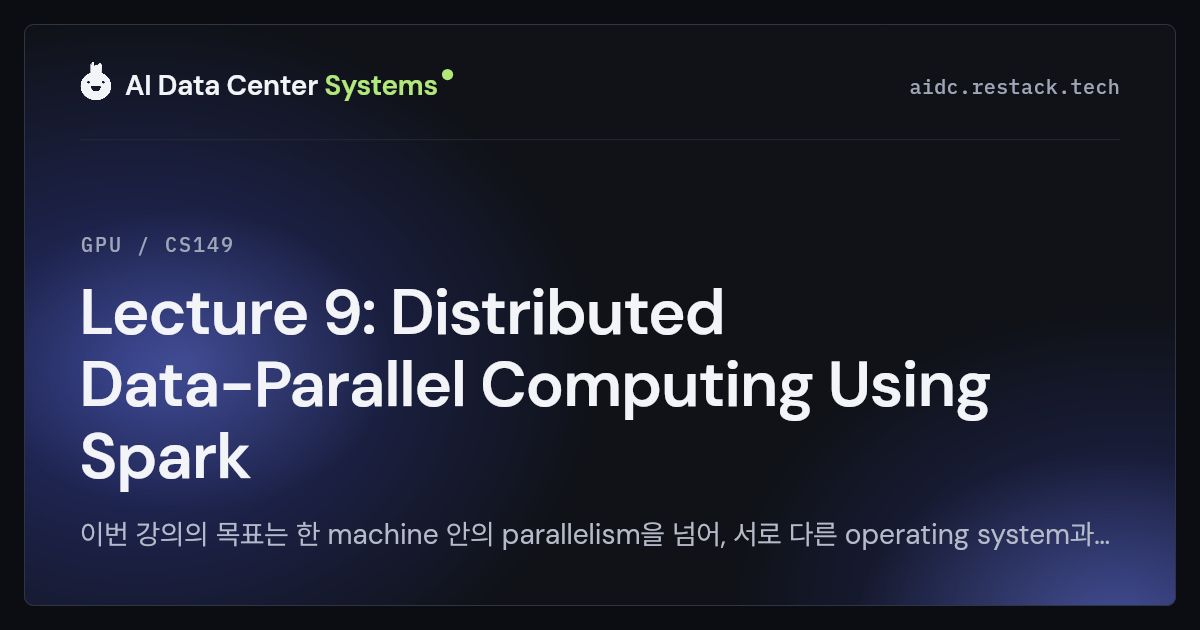 AI Data Center Systems
aidc.restack.tech
GPU / CS149
Lecture 9: Distributed
Data-Parallel Computing Using
Spark
이번 강의의 목표는 한 machine 안의 parallelism을 넘어, 서로 다른 operating system과…